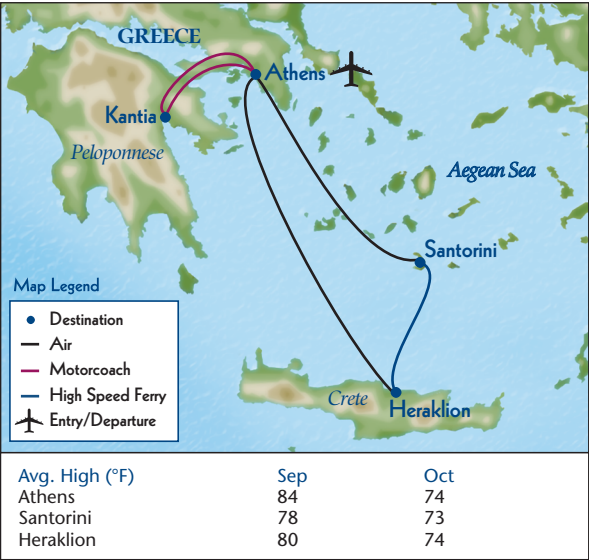 GREECE
Athens
Kantia
Peloponnese
Aegean Sea
Santorini
Map Legend
Destination
Air
Motorcoach
High Speed Ferry
Entry/Departure
Crete
Heraklion
Avg. High (°F) Sep Oct
Athens 84 74
Santorini 78 73
Heraklion 80 74